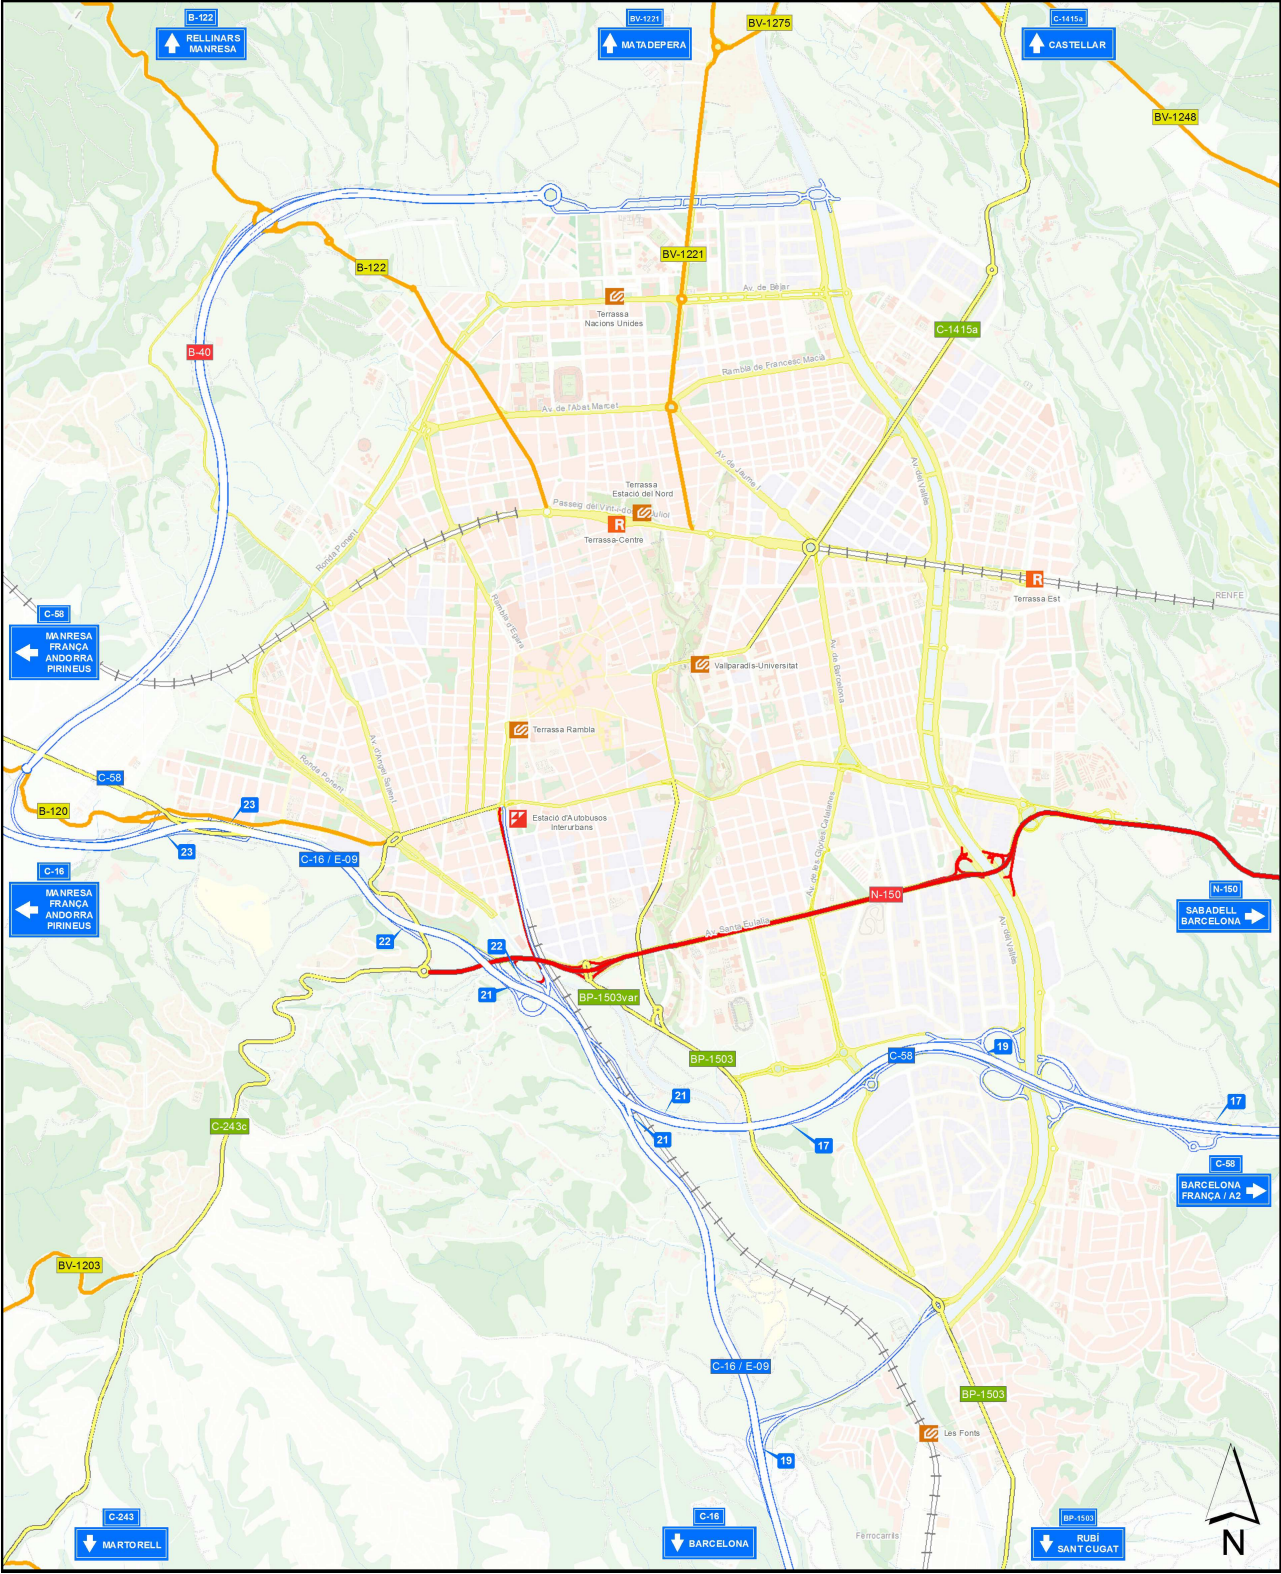 B-122
RELLINARS
MANRESA
BV-1221
MATADEPERA
BV-1275
C-1415a
CASTELLAR
BV-1248
BV-1221
B-122
Av. de Béjar
Terrassa
Nacions Unides
C-1415a
B-40
Rambla de Francesc Macià
Av. de l'Abat Marcet
Av. de Jaume I
Av. del Vallès
Terrassa
Estació del Nord
Passeig del Vint-i-dos Juliol
R
Terrassa-Centre
Ronda Ponent
R
Terrassa Est
RENFE
Rambla d'Egara
C-58
MANRESA
FRANÇA
ANDORRA
PIRINEUS
Vallparadís-Universitat
Av. de Barcelona
Terrassa Rambla
Av. d'Àngel Sallent
Ronda Ponent
C-58
B-120
23
Estació d'Autobusos
Interurbans
Av. de les Glòries Catalanes
23
C-16 / E-09
C-16
MANRESA
FRANÇA
ANDORRA
PIRINEUS
N-150
N-150
SABADELL
BARCELONA
Av. Santa Eulàlia
Av. del Vallès
22
22
21
BP-1503var
BP-1503
C-58
19
21
17
C-243c
21
17
C-58
BARCELONA
FRANÇA / A2
BV-1203
C-16 / E-09
BP-1503
Les Fonts
19
C-243
MARTORELL
C-16
BARCELONA
Ferrocarrils
BP-1503
RUBÍ
SANT CUGAT
N